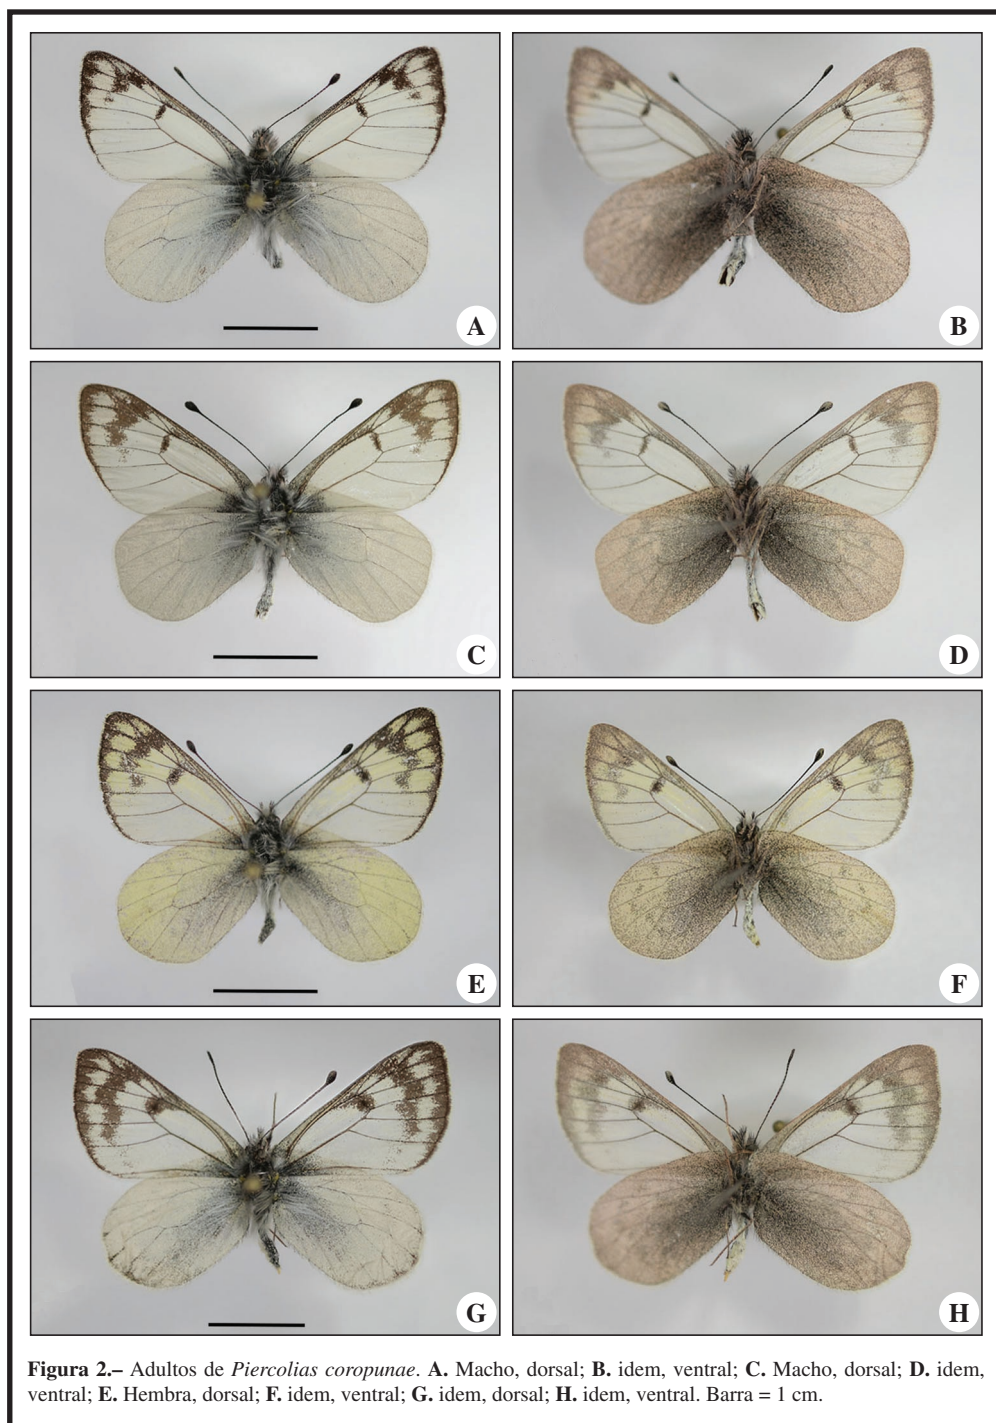 A
B
C
D
E
F
G
H
Figura 2.– Adultos de Piercolias coropunae. A. Macho, dorsal; B. idem, ventral; C. Macho, dorsal; D. idem,
ventral; E. Hembra, dorsal; F. idem, ventral; G. idem, dorsal; H. idem, ventral. Barra = 1 cm.